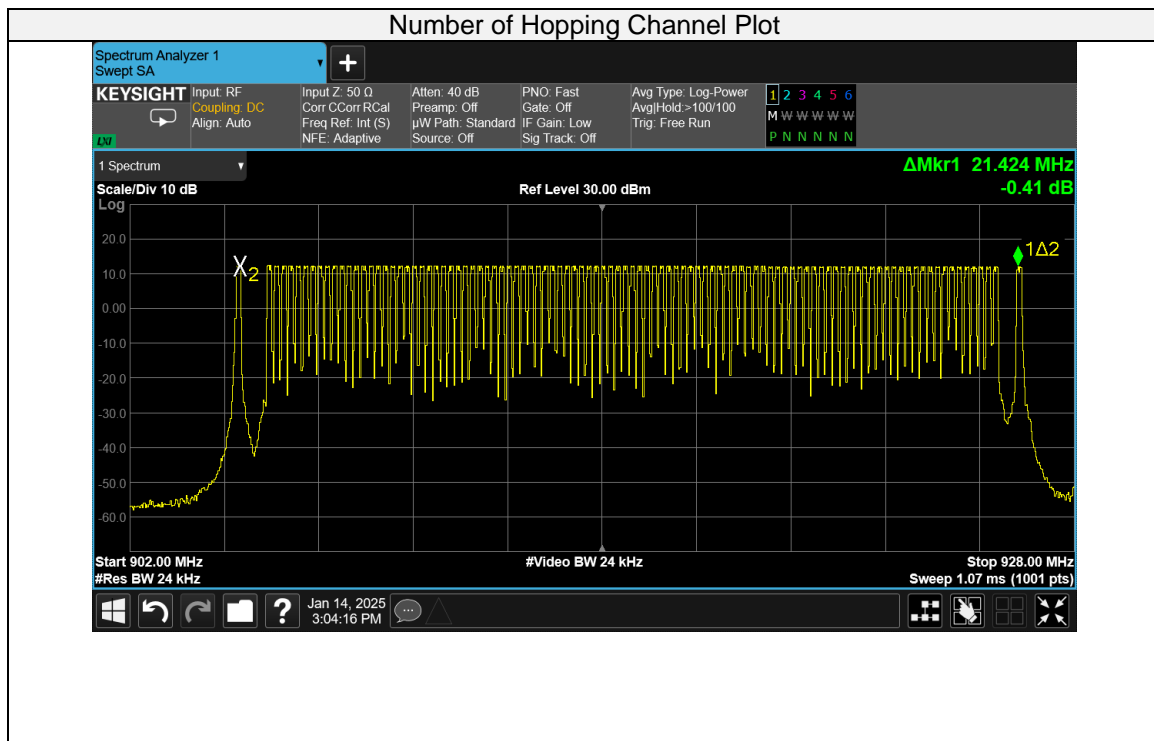 Number of Hopping Channel Plot
Spectrum Analyzer 1
Swept SA
KEYSIGHT
Input: RF
Coupling: DC
Align: Auto
LXI
Input Z: 50 Ω
Corr CCorr RCal
Freq Ref: Int (S)
NFE: Adaptive
Atten: 40 dB
Preamp: Off
µW Path: Standard
Source: Off
PNO: Fast
Gate: Off
IF Gain: Low
Sig Track: Off
Avg Type: Log-Power
Avg|Hold:>100/100
Trig: Free Run
1 2 3 4 5 6
M W W W W W
P N N N N N
1 Spectrum
ΔMkr1 21.424 MHz
-0.41 dB
Scale/Div 10 dB
Ref Level 30.00 dBm
Log
20.0
10.0
0.00
-10.0
-20.0
-30.0
-40.0
-50.0
-60.0
X2
1Δ2
Start 902.00 MHz
#Video BW 24 kHz
Stop 928.00 MHz
#Res BW 24 kHz
Sweep 1.07 ms (1001 pts)
?
Jan 14, 2025
3:04:16 PM